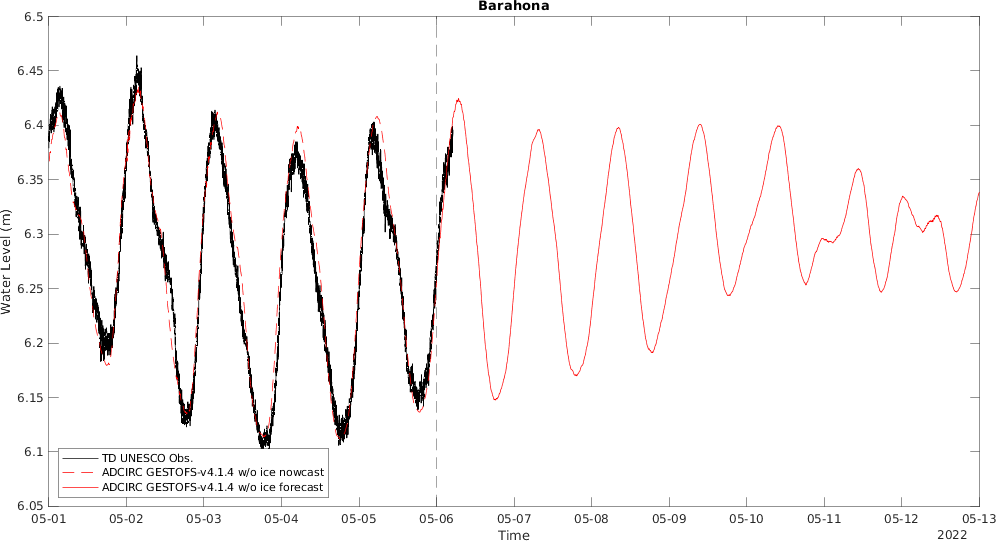 Barahona
6.5
6.45
6.4
6.35
6.3
6.25
6.2
6.15
6.1
6.05
Water Level (m)
TD UNESCO Obs.
ADCIRC GESTOFS-v4.1.4 w/o ice nowcast
ADCIRC GESTOFS-v4.1.4 w/o ice forecast
05-01 05-02 05-03 05-04 05-05 05-06 05-07 05-08 05-09 05-10 05-11 05-12 05-13
Time
2022